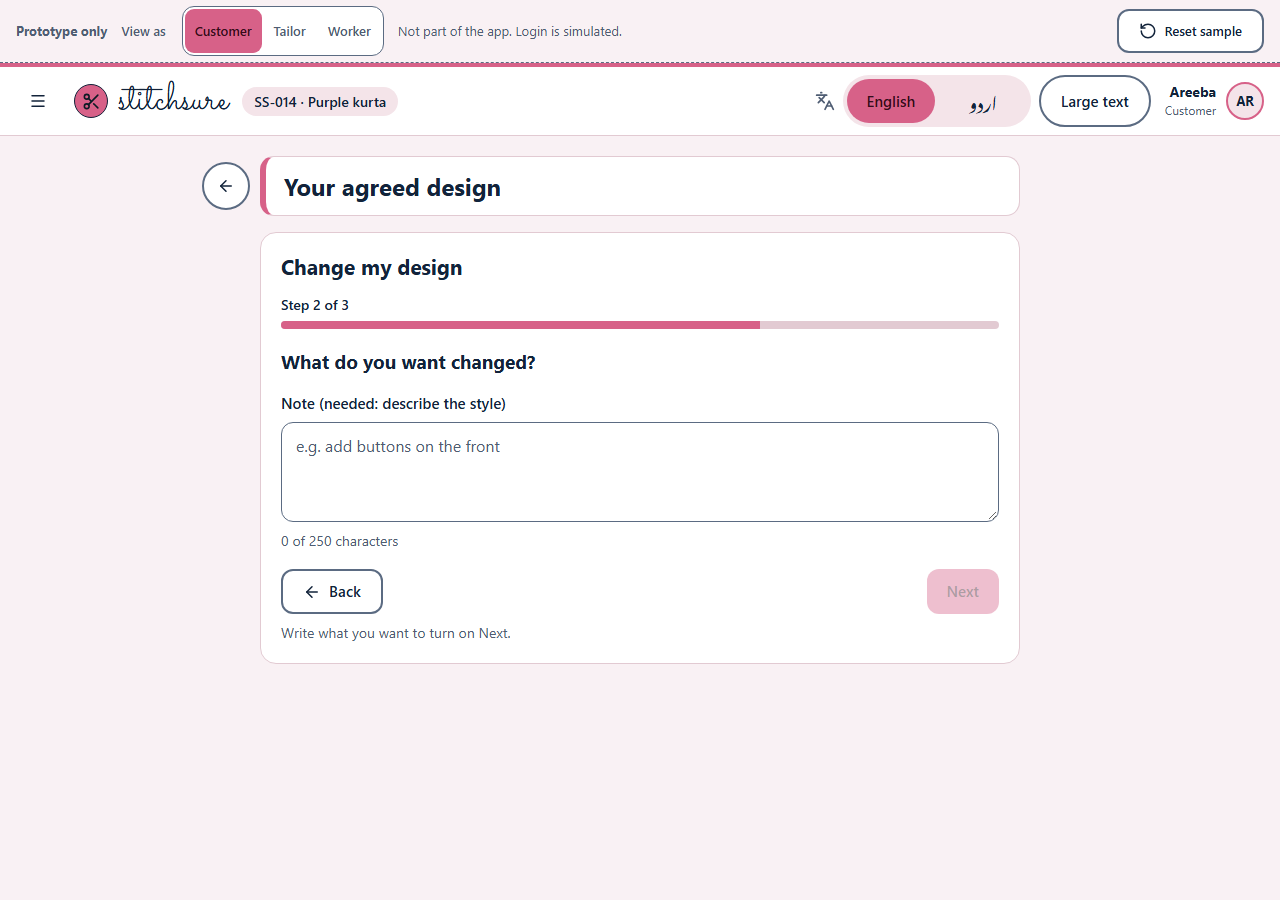 Prototype only View as Customer Tailor Worker Not part of the app. Login is simulated. Reset sample
stitchsure SS-014 · Purple kurta English اردو Large text Areeba
Customer AR
Your agreed design
Change my design
Step 2 of 3
What do you want changed?
Note (needed: describe the style)
e.g. add buttons on the front
0 of 250 characters
Back Next
Write what you want to turn on Next.